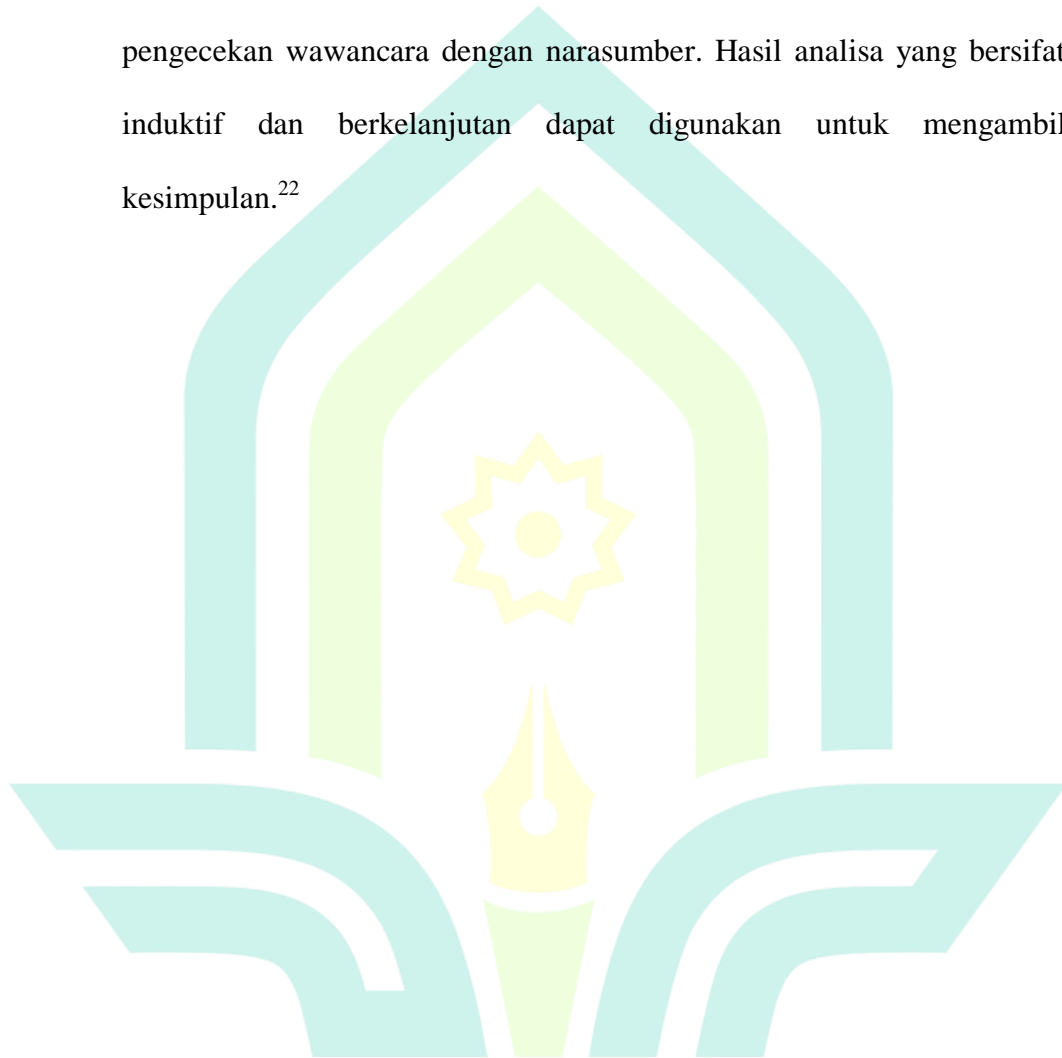 pengecekan wawancara dengan narasumber. Hasil analisa yang bersifat
induktif dan berkelanjutan dapat digunakan untuk mengambil
kesimpulan.22